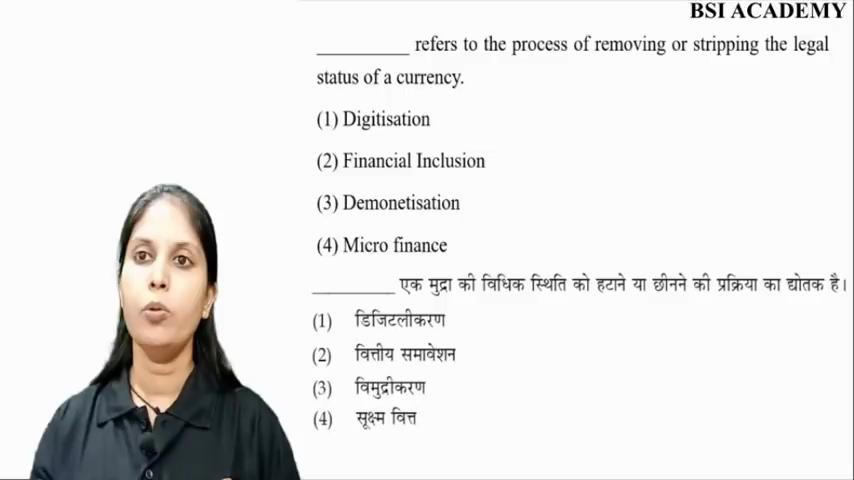 BSI ACADEMY
__________ refers to the process of removing or stripping the legal
status of a currency.
(1) Digitisation
(2) Financial Inclusion
(3) Demonetisation
(4) Micro finance
_________ एक मुद्रा की विधिक स्थिति को हटाने या छीनने की प्रक्रिया का द्योतक है।
(1) डिजिटलीकरण
(2) वित्तीय समावेशन
(3) विमुद्रीकरण
(4) सूक्ष्म वित्त